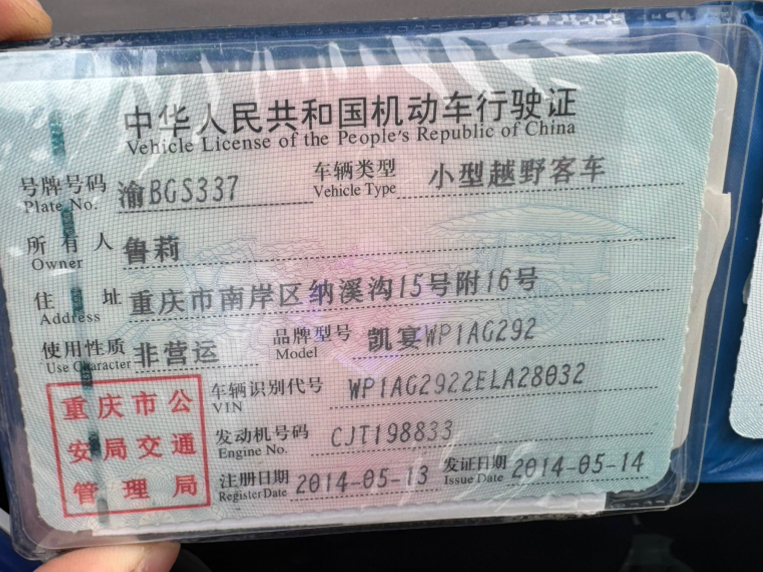 中华人民共和国机动车行驶证
Vehicle License of the People's Republic of China
号牌号码 渝BGS337 车辆类型 小型越野客车
Plate No. Vehicle Type
所有人 鲁莉
Owner
住址 重庆市南岸区纳溪沟15号附16号
Address
使用性质 非营运 品牌型号 凯宴WP1AG292
Use Character Model
车辆识别代号 WP1AG2922ELA28032
VIN
发动机号码 CJT198833
Engine No.
注册日期 2014-05-13 发证日期 2014-05-14
Register Date Issue Date
重庆市公
安局交通
管理局